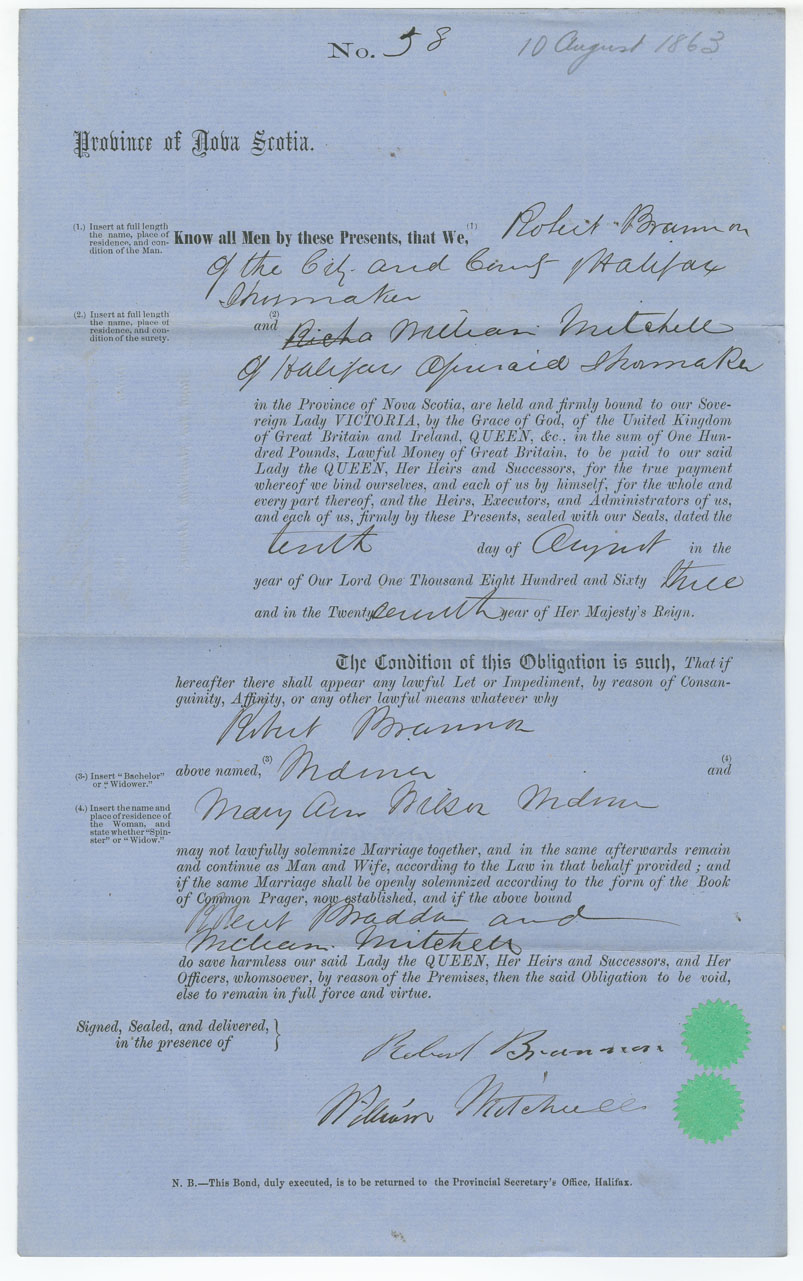 No. 58
10 August 1863
Province of Nova Scotia.
(1.) Insert at full length
the name, place of
residence, and con-
dition of the Man.
Know all Men by these Presents, that We, (1) Robert Brannon
of the City and County of Halifax
Shoemaker
(2.) Insert at full length
the name, place of
residence, and con-
dition of the surety.
and (2) Richa William Mitchell
of Halifax aforesaid Shoemaker
in the Province of Nova Scotia, are held and firmly bound to our Sove-
reign Lady VICTORIA, by the Grace of God, of the United Kingdom
of Great Britain and Ireland, QUEEN, &c., in the sum of One Hun-
dred Pounds, Lawful Money of Great Britain, to be paid to our said
Lady the QUEEN, Her Heirs and Successors, for the true payment
whereof we bind ourselves, and each of us by himself, for the whole and
every part thereof, and the Heirs, Executors, and Administrators of us,
and each of us, firmly by these Presents, sealed with our Seals, dated the
tenth day of August in the
year of Our Lord One Thousand Eight Hundred and Sixty three
and in the Twenty seventh year of Her Majesty's Reign.
The Condition of this Obligation is such, That if
hereafter there shall appear any lawful Let or Impediment, by reason of Consan-
guinity, Affinity, or any other lawful means whatever why
Robert Brannon
(3.) Insert "Bachelor"
or "Widower."
above named, (3) Widower and (4)
(4.) Insert the name and
place of residence of
the Woman, and
state whether "Spin-
ster" or "Widow."
Mary Ann Wilson Widow
may not lawfully solemnize Marriage together, and in the same afterwards remain
and continue as Man and Wife, according to the Law in that behalf provided; and
if the same Marriage shall be openly solemnized according to the form of the Book
of Common Prager, now established, and if the above bound
Robert and
William Mitchell
do save harmless our said Lady the QUEEN, Her Heirs and Successors, and Her
Officers, whomsoever, by reason of the Premises, then the said Obligation to be void,
else to remain in full force and virtue.
Signed, Sealed, and delivered,
in the presence of
Robert Brannon
William Mitchell
N. B.—This Bond, duly executed, is to be returned to the Provincial Secretary's Office, Halifax.